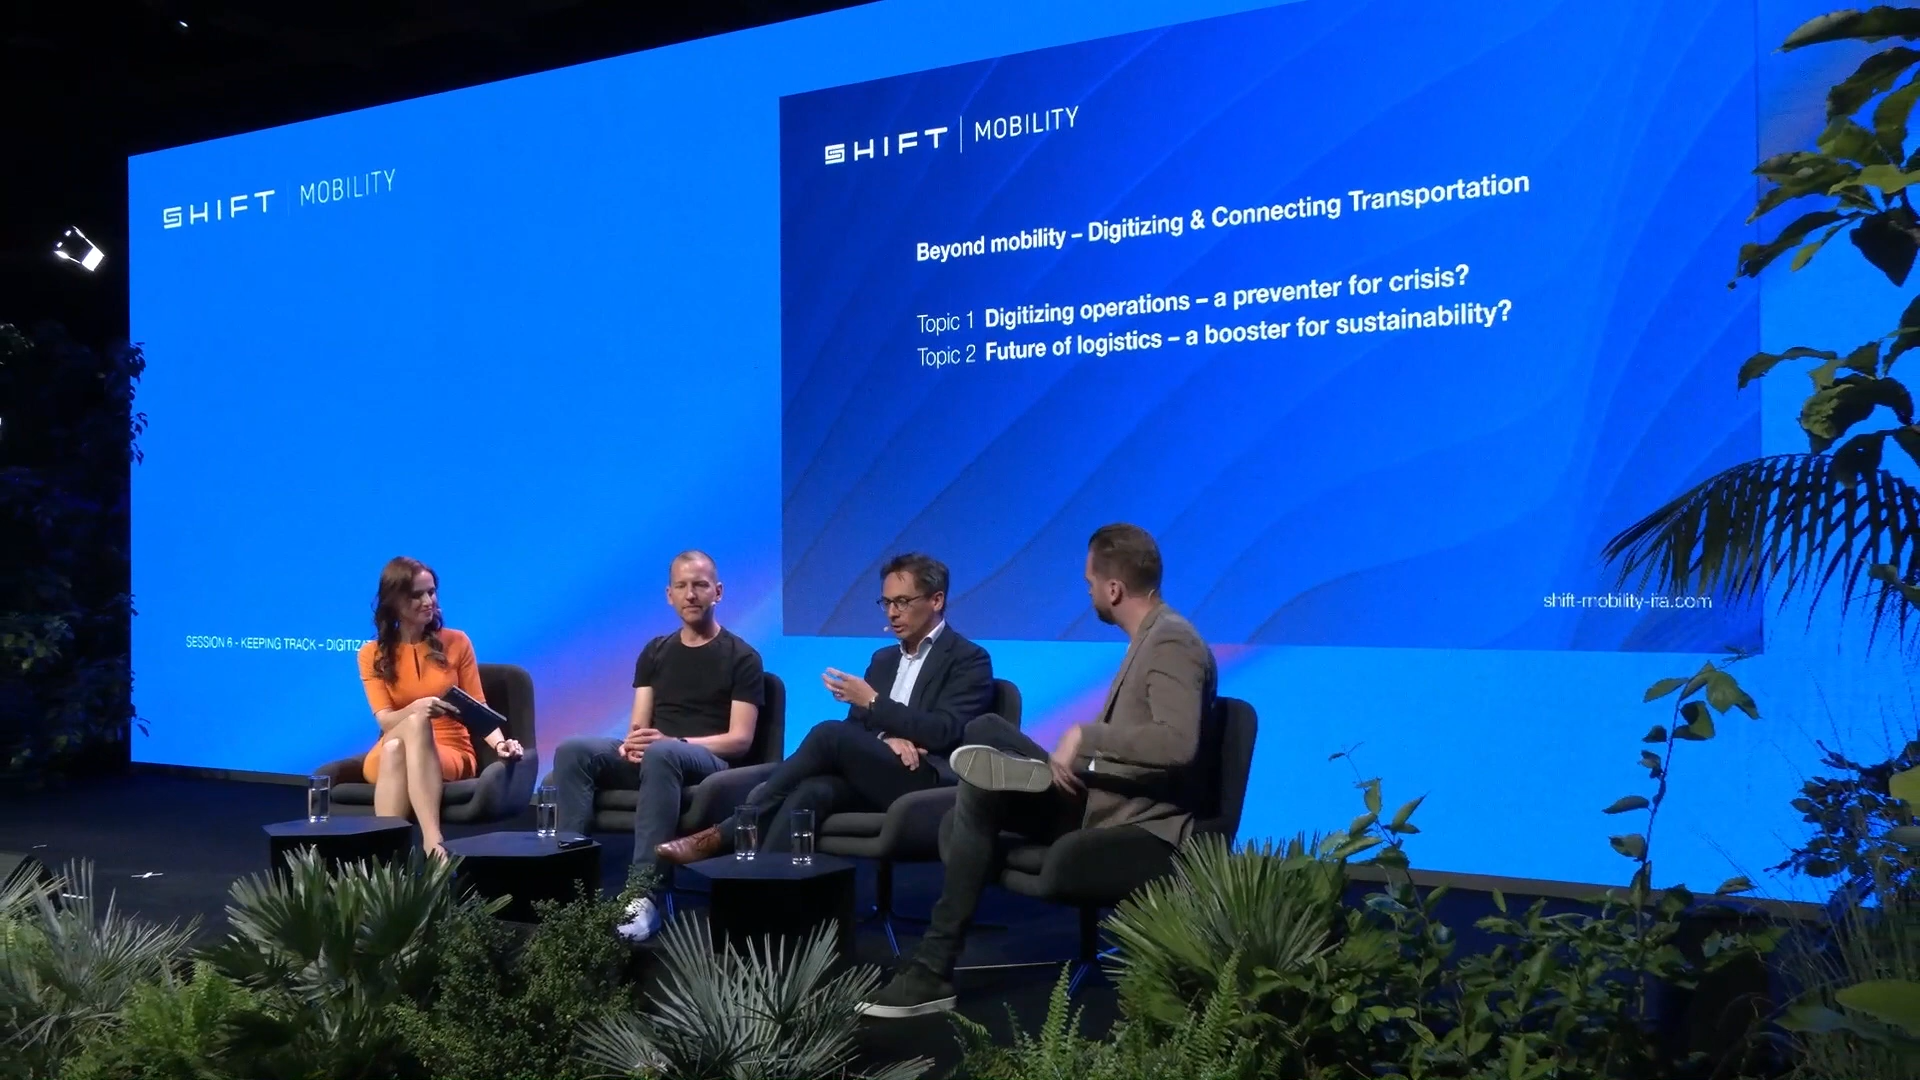 SHIFT | MOBILITY
SESSION 6 - KEEPING TRACK – DIGITIZ
SHIFT | MOBILITY
Beyond mobility – Digitizing & Connecting Transportation
Topic 1 Digitizing operations – a preventer for crisis?
Topic 2 Future of logistics – a booster for sustainability?
shift-mobility-ifa.com